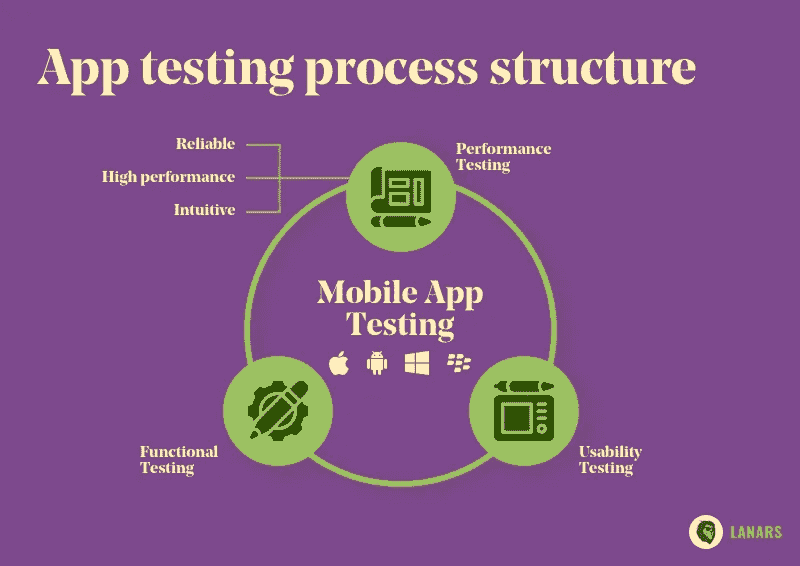 App testing process structure
Reliable
High performance
Intuitive
Performance
Testing
Mobile App
Testing
Functional
Testing
Usability
Testing
LANARS